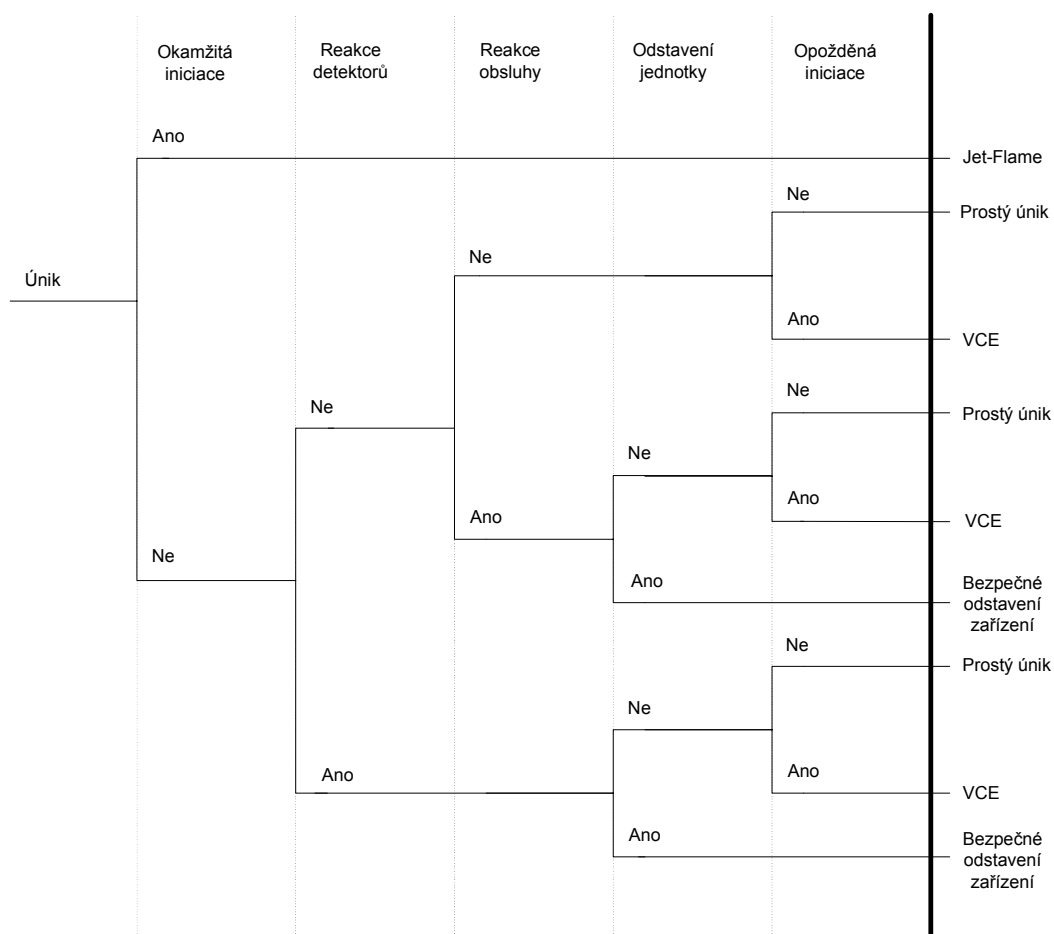 Okamžitá
iniciace
Reakce
detektorů
Reakce
obsluhy
Odstavení
jednotky
Opožděná
iniciace
Ano
Jet-Flame
Ne
Prostý únik
Ne
Únik
Ano
VCE
Ne
Prostý únik
Ne
Ne
Ano
Ano
VCE
Ne
Ano
Bezpečné
odstavení
zařízení
Ne
Prostý únik
Ne
Ano
Ano
VCE
Ano
Bezpečné
odstavení
zařízení